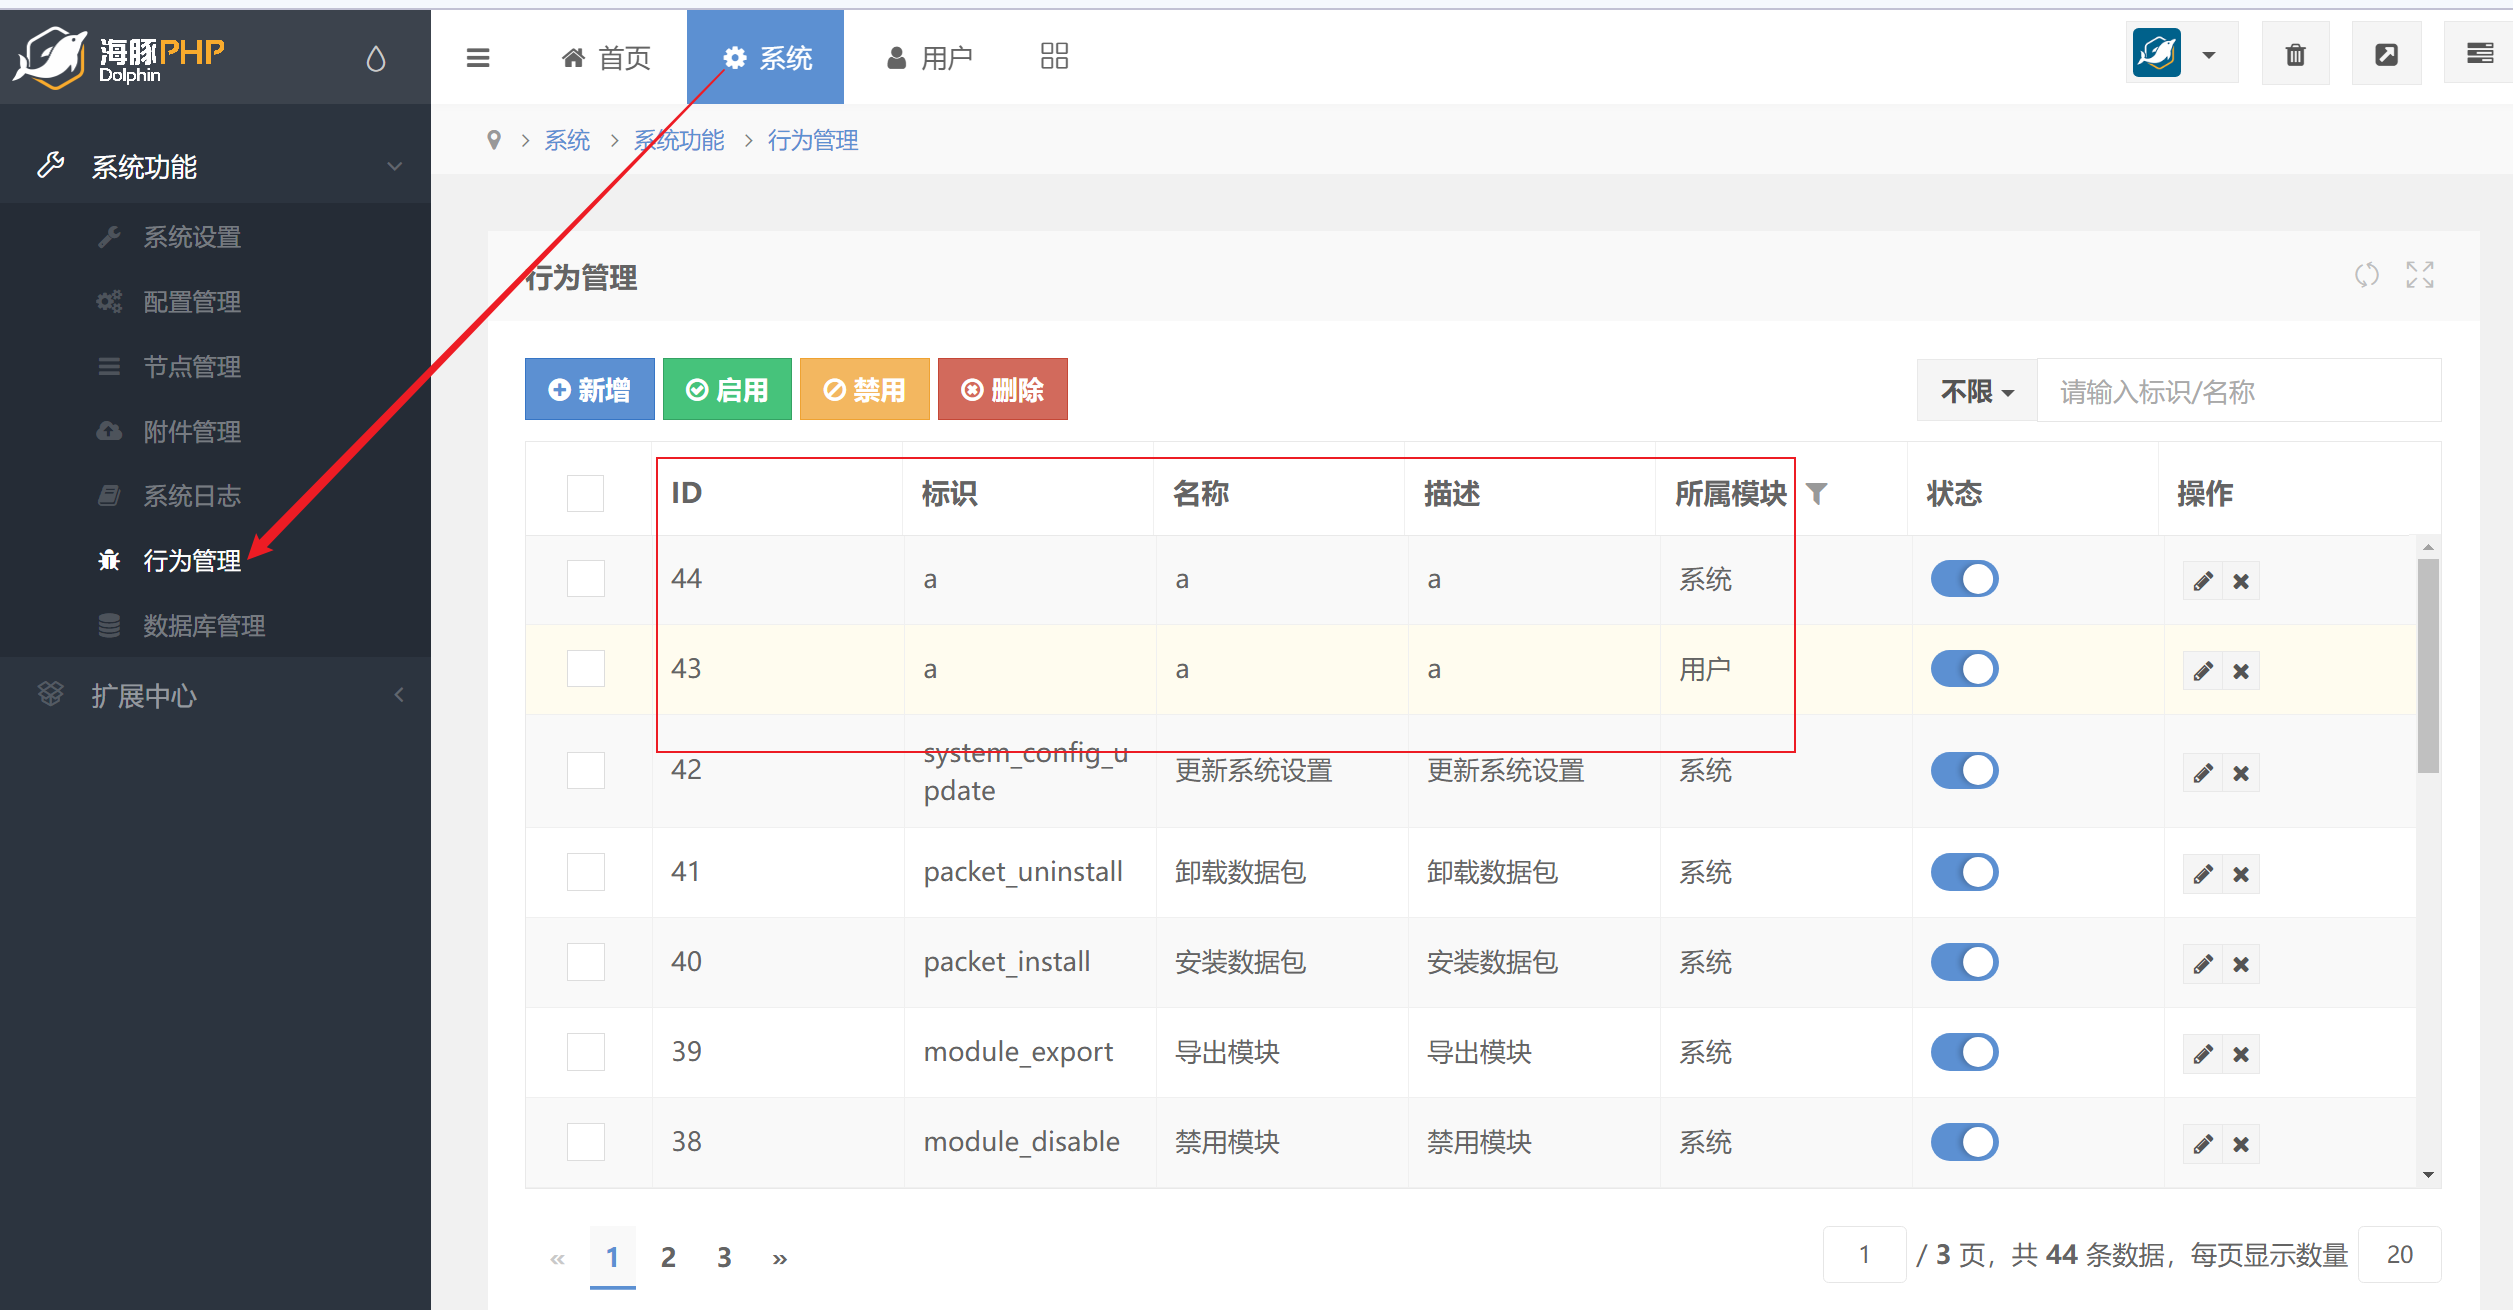 海豚PHP
Dolphin
首页
系统
用户
系统 > 系统功能 > 行为管理
系统功能
系统设置
配置管理
节点管理
附件管理
系统日志
行为管理
数据库管理
扩展中心
行为管理
新增 启用 禁用 删除
不限 请输入标识/名称
ID 标识 名称 描述 所属模块 状态 操作
44 a a a 系统
43 a a a 用户
42 system_config_update 更新系统设置 更新系统设置 系统
41 packet_uninstall 卸载数据包 卸载数据包 系统
40 packet_install 安装数据包 安装数据包 系统
39 module_export 导出模块 导出模块 系统
38 module_disable 禁用模块 禁用模块 系统
« 1 2 3 »
1 / 3 页，共 44 条数据，每页显示数量 20